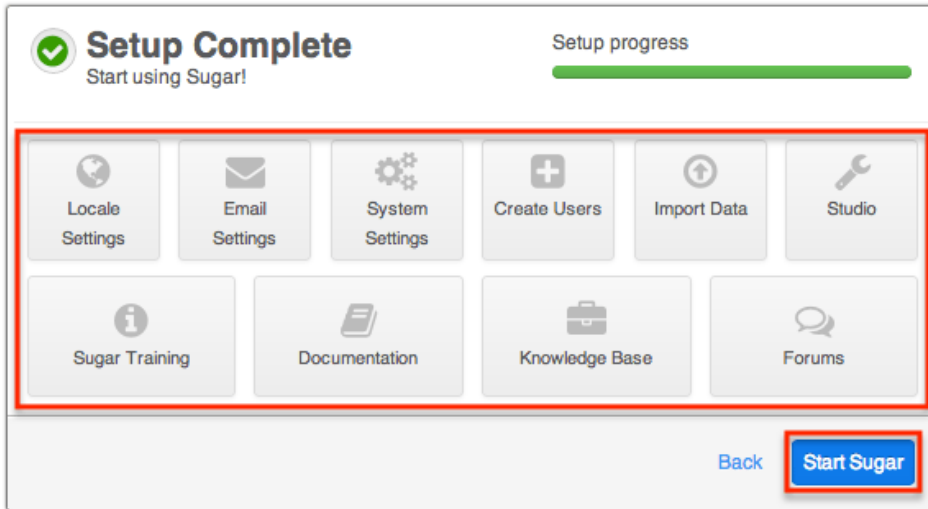 Setup Complete
Start using Sugar!
Setup progress
Locale
Settings
Email
Settings
System
Settings
Create Users
Import Data
Studio
Sugar Training
Documentation
Knowledge Base
Forums
Back
Start Sugar